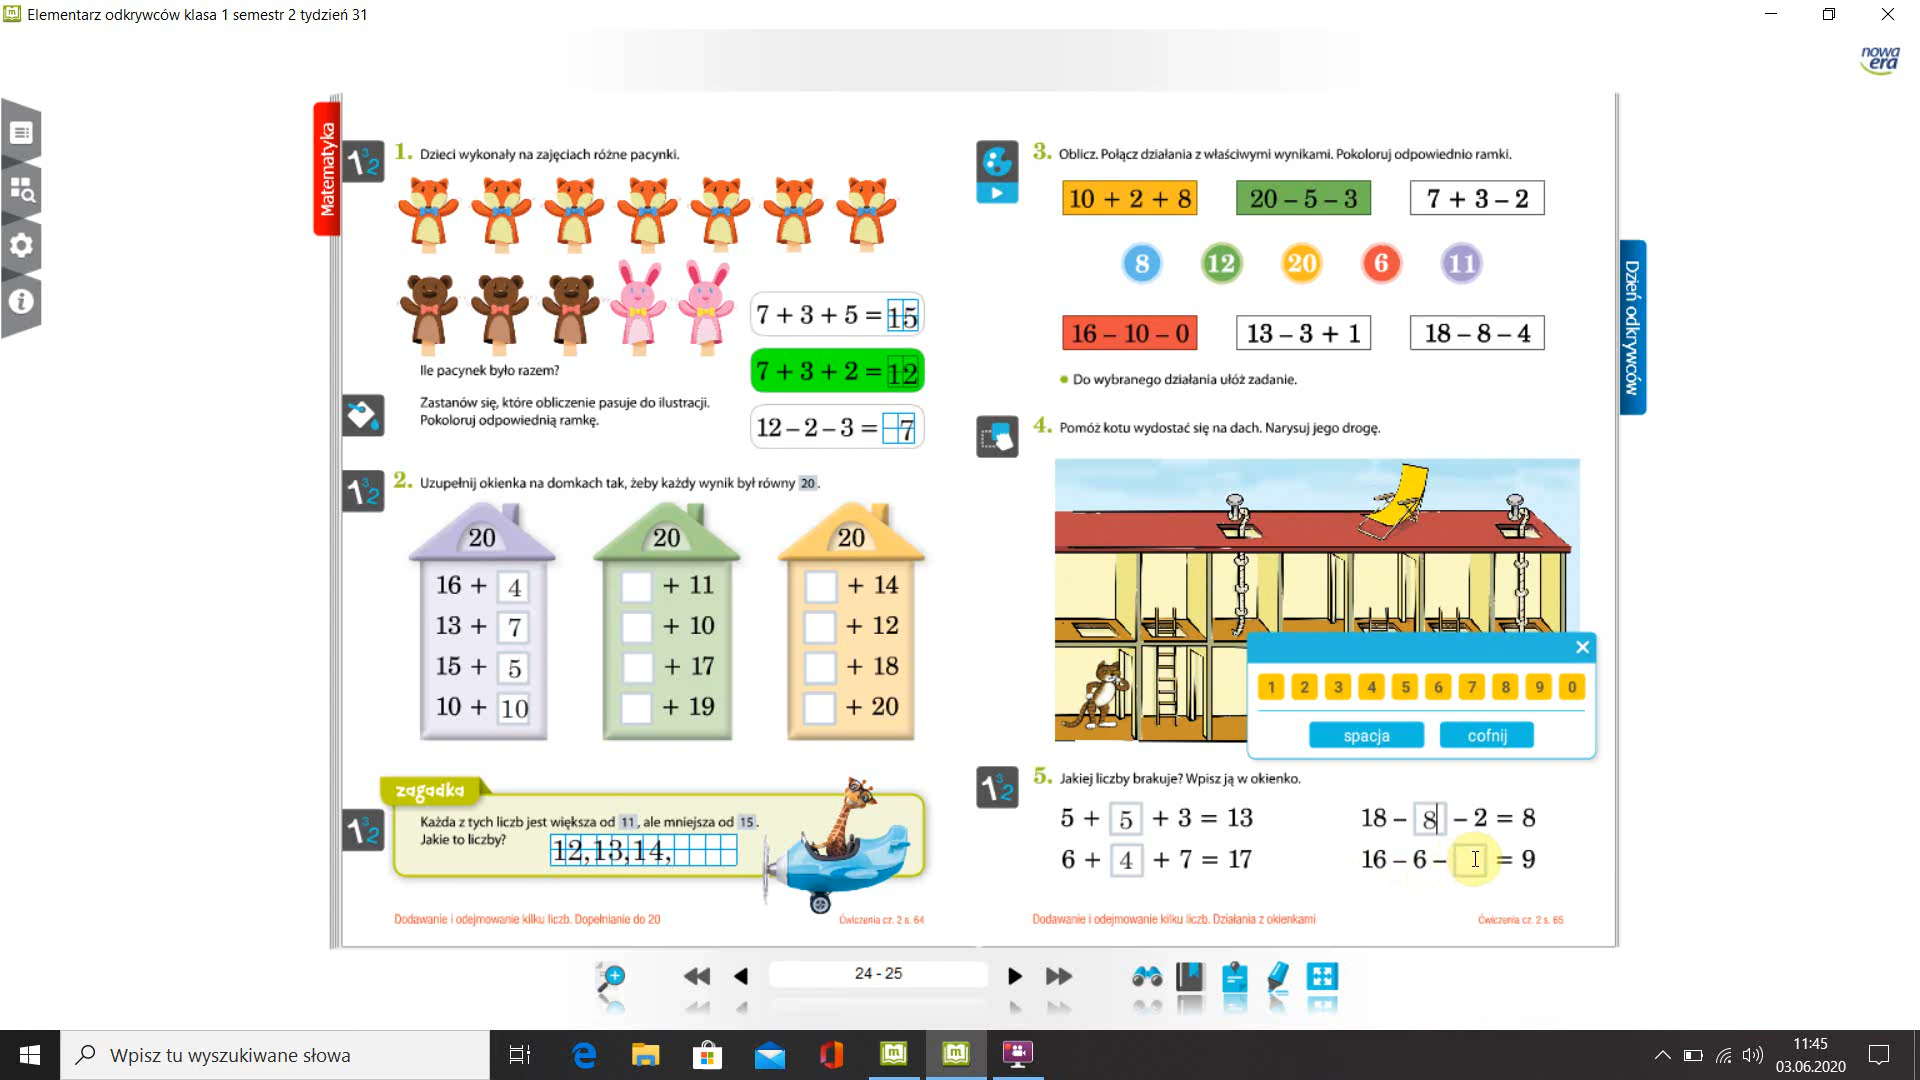 Elementarz odkrywców klasa 1 semestr 2 tydzień 31
nowa era
Matematyka
1. Dzieci wykonały na zajęciach różne pacynki.
7 + 3 + 5 = 15
7 + 3 + 2 = 12
12 – 2 – 3 = 7
Ile pacynek było razem?
Zastanów się, które obliczenie pasuje do ilustracji.
Pokoloruj odpowiednią ramkę.
2. Uzupełnij okienka na domkach tak, żeby każdy wynik był równy 20.
20 20 20
16 + 4 + 11 + 14
13 + 7 + 10 + 12
15 + 5 + 17 + 18
10 + 10 + 19 + 20
zagadka
Każda z tych liczb jest większa od 11, ale mniejsza od 15.
Jakie to liczby? 12,13,14,
Dodawanie i odejmowanie kilku liczb. Dopełnianie do 20
Ćwiczenia cz. 2 s. 64
3. Oblicz. Połącz działania z właściwymi wynikami. Pokoloruj odpowiednio ramki.
10 + 2 + 8 20 – 5 – 3 7 + 3 – 2
8 12 20 6 11
16 – 10 – 0 13 – 3 + 1 18 – 8 – 4
• Do wybranego działania ułóż zadanie.
4. Pomóż kotu wydostać się na dach. Narysuj jego drogę.
1 2 3 4 5 6 7 8 9 0
spacja cofnij
5. Jakiej liczby brakuje? Wpisz ją w okienko.
5 + 5 + 3 = 13 18 – 8 – 2 = 8
6 + 4 + 7 = 17 16 – 6 – = 9
Dodawanie i odejmowanie kilku liczb. Działania z okienkami
Ćwiczenia cz. 2 s. 65
Dzień odkrywców
24 - 25
Wpisz tu wyszukiwane słowa
11:45
03.06.2020